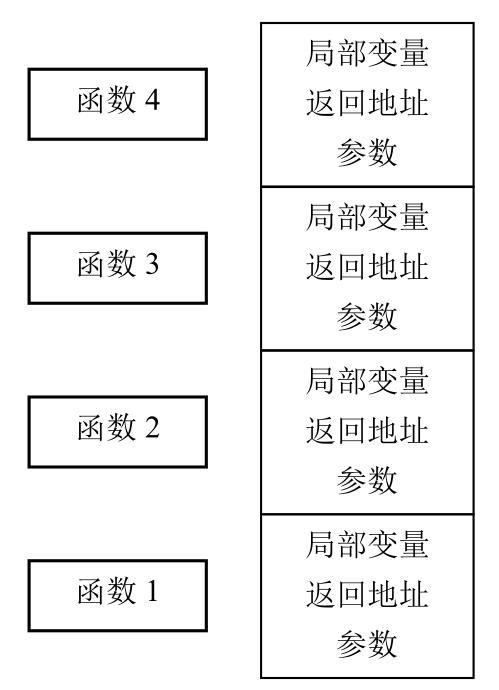 函数 4
局部变量
返回地址
参数
函数 3
局部变量
返回地址
参数
函数 2
局部变量
返回地址
参数
函数 1
局部变量
返回地址
参数